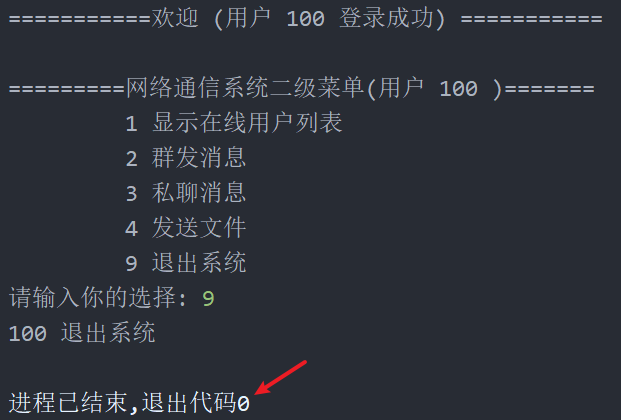 ===========欢迎 (用户 100 登录成功) ===========
=========网络通信系统二级菜单(用户 100 )=======
1 显示在线用户列表
2 群发消息
3 私聊消息
4 发送文件
9 退出系统
请输入你的选择: 9
100 退出系统
进程已结束,退出代码0